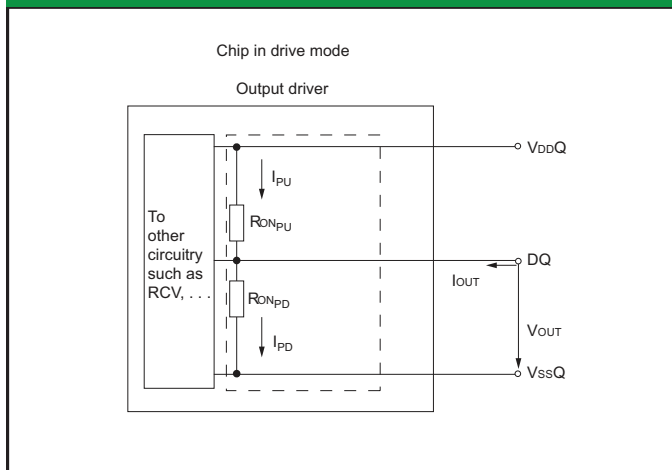 Chip in drive mode
Output driver
VDDQ
IPU
To
other
circuitry
such as
RCV, . . .
RONPU
DQ
IOUT
RONPD
VOUT
IPD
VSSQ